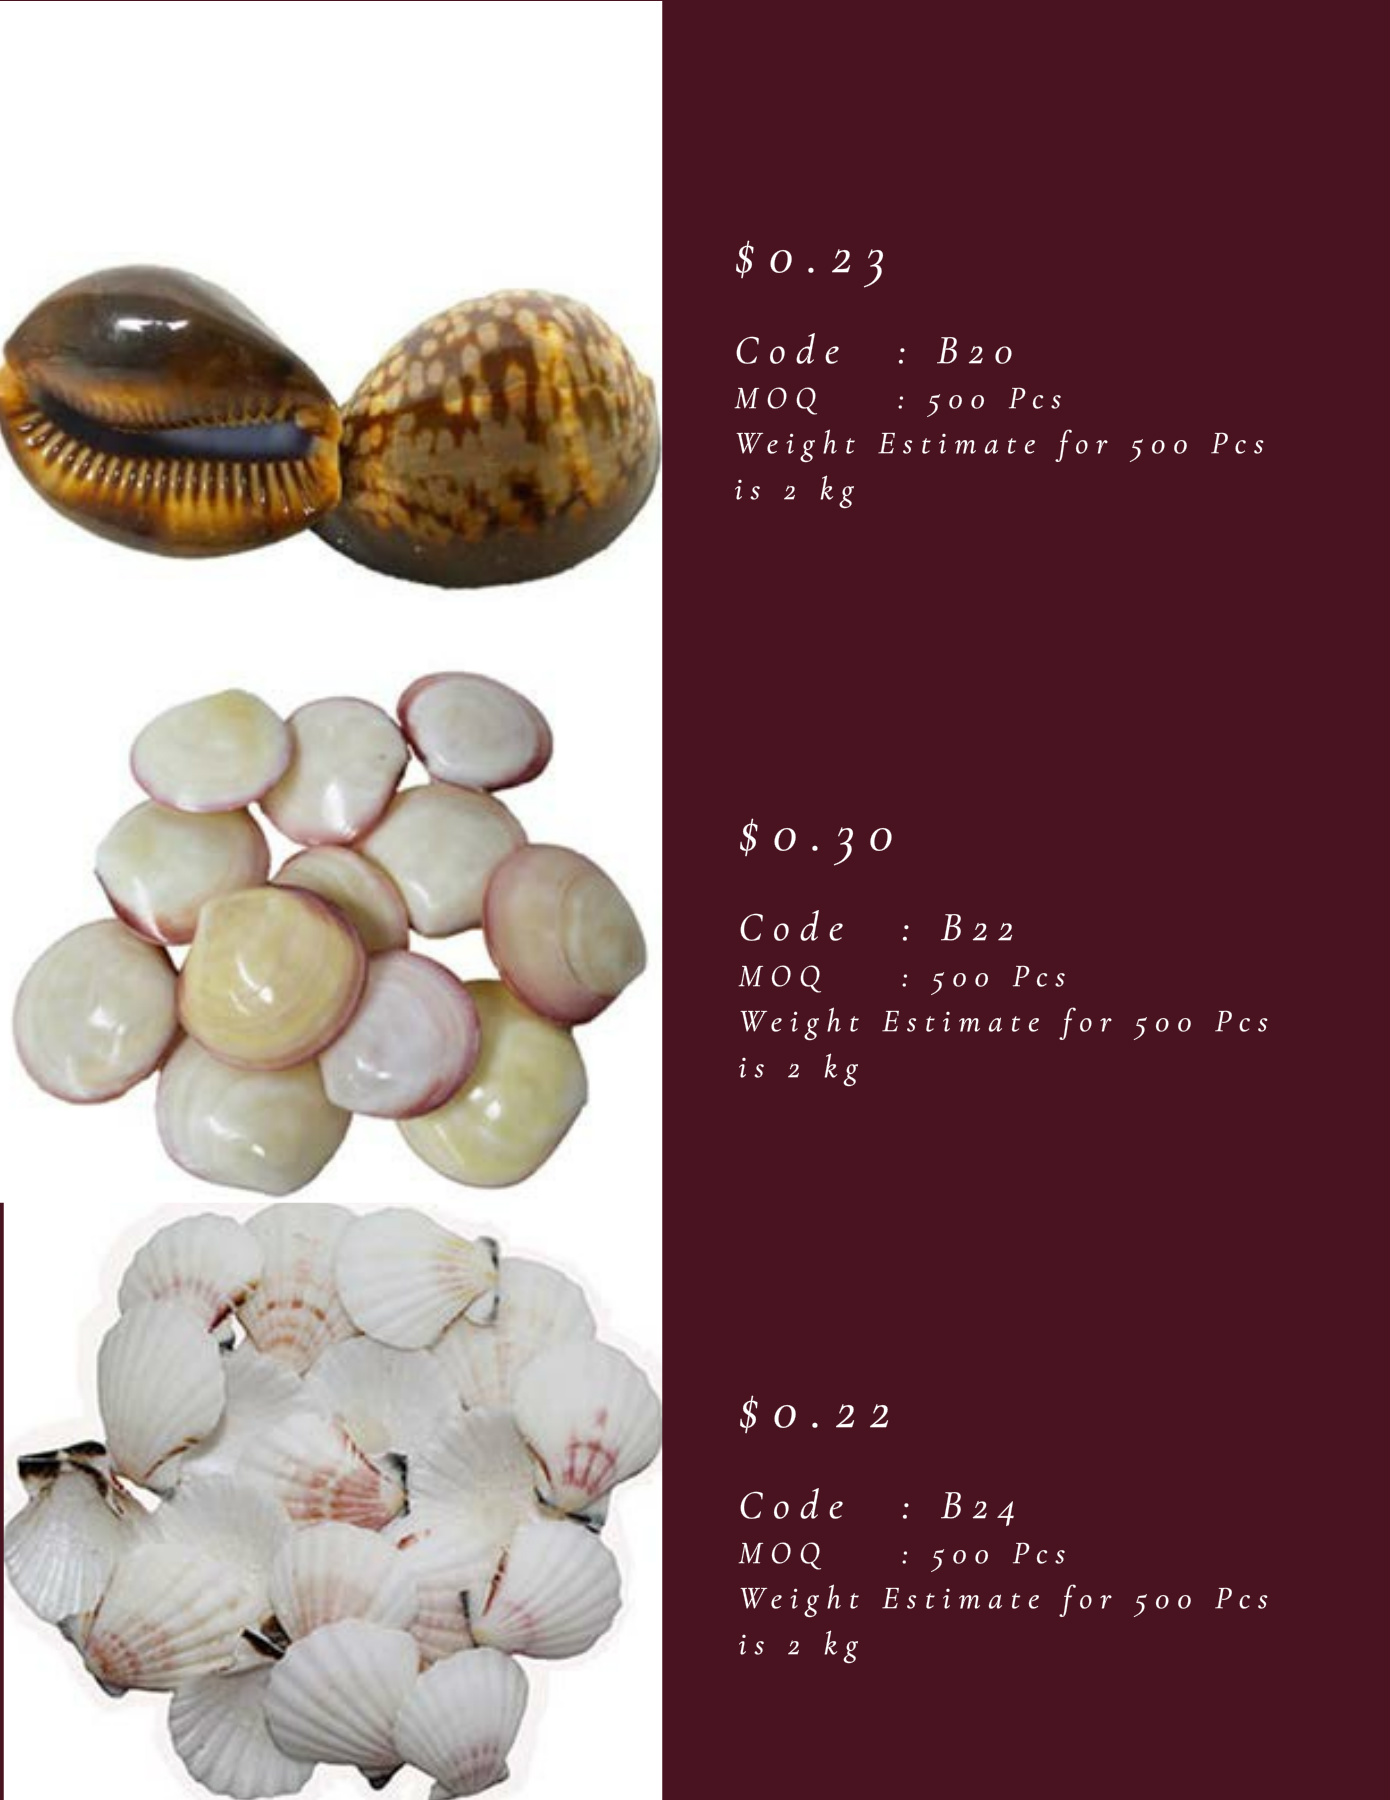 $0.23
Code : B20
MOQ : 500 Pcs
Weight Estimate for 500 Pcs
is 2 kg
$0.30
Code : B22
MOQ : 500 Pcs
Weight Estimate for 500 Pcs
is 2 kg
$0.22
Code : B24
MOQ : 500 Pcs
Weight Estimate for 500 Pcs
is 2 kg